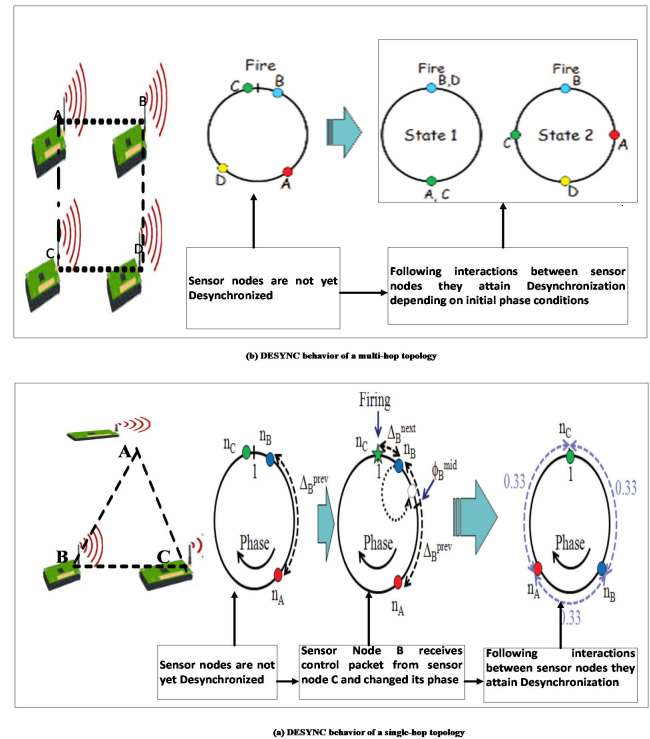 A
B
C
D
Fire
C
B
D
A
Fire
B,D
State 1
A, C
Fire
B
C
State 2
A
D
Sensor nodes are not yet
Desynchronized
Following interactions between sensor
nodes they attain Desynchronization
depending on initial phase conditions
(b) DESYNC behavior of a multi-hop topology
A
B
C
n_C n_B
1
Δ_B^prev
Phase
n_A
Firing
n_C Δ_B^next
n_B
1
ϕ_B^mid
Phase
Δ_B^prev
n_A
n_C
1
0.33
0.33
Phase
n_A
n_B
0.33
Sensor nodes are not
yet Desynchronized
Sensor Node B receives
control packet from sensor
node C and changed its phase
Following interactions
between sensor nodes they
attain Desynchronization
(a) DESYNC behavior of a single-hop topology